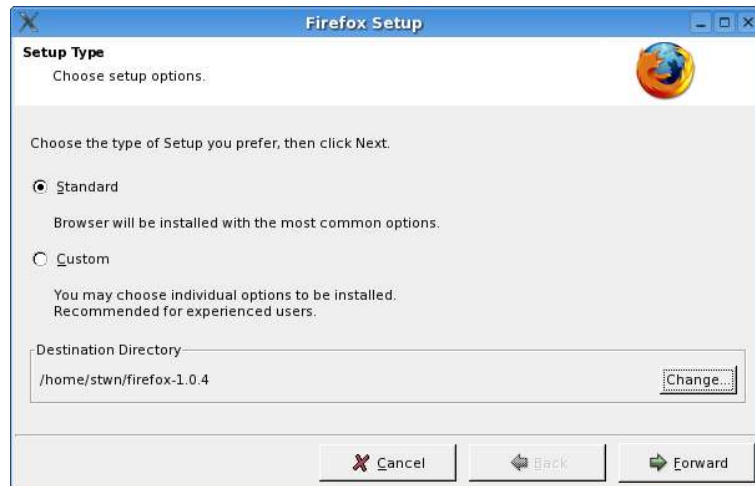 Firefox Setup
Setup Type
Choose setup options.
Choose the type of Setup you prefer, then click Next.
Standard
Browser will be installed with the most common options.
Custom
You may choose individual options to be installed.
Recommended for experienced users.
Destination Directory
/home/stwn/firefox-1.0.4
Change...
Cancel
Back
Forward